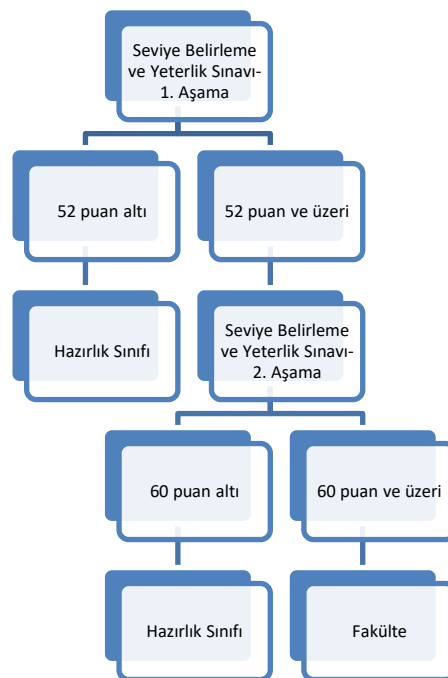 Seviye Belirleme
ve Yeterlik Sınavı-
1. Aşama
52 puan altı
52 puan ve üzeri
Hazırlık Sınıfı
Seviye Belirleme
ve Yeterlik Sınavı-
2. Aşama
60 puan altı
60 puan ve üzeri
Hazırlık Sınıfı
Fakülte